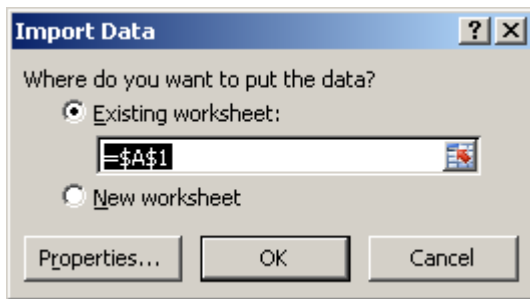 Import Data
Where do you want to put the data?
Existing worksheet:
=$A$1
New worksheet
Properties... OK Cancel